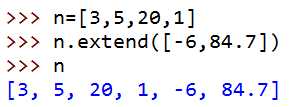 >>> n=[3,5,20,1]
>>> n.extend([-6,84.7])
>>> n
[3, 5, 20, 1, -6, 84.7]